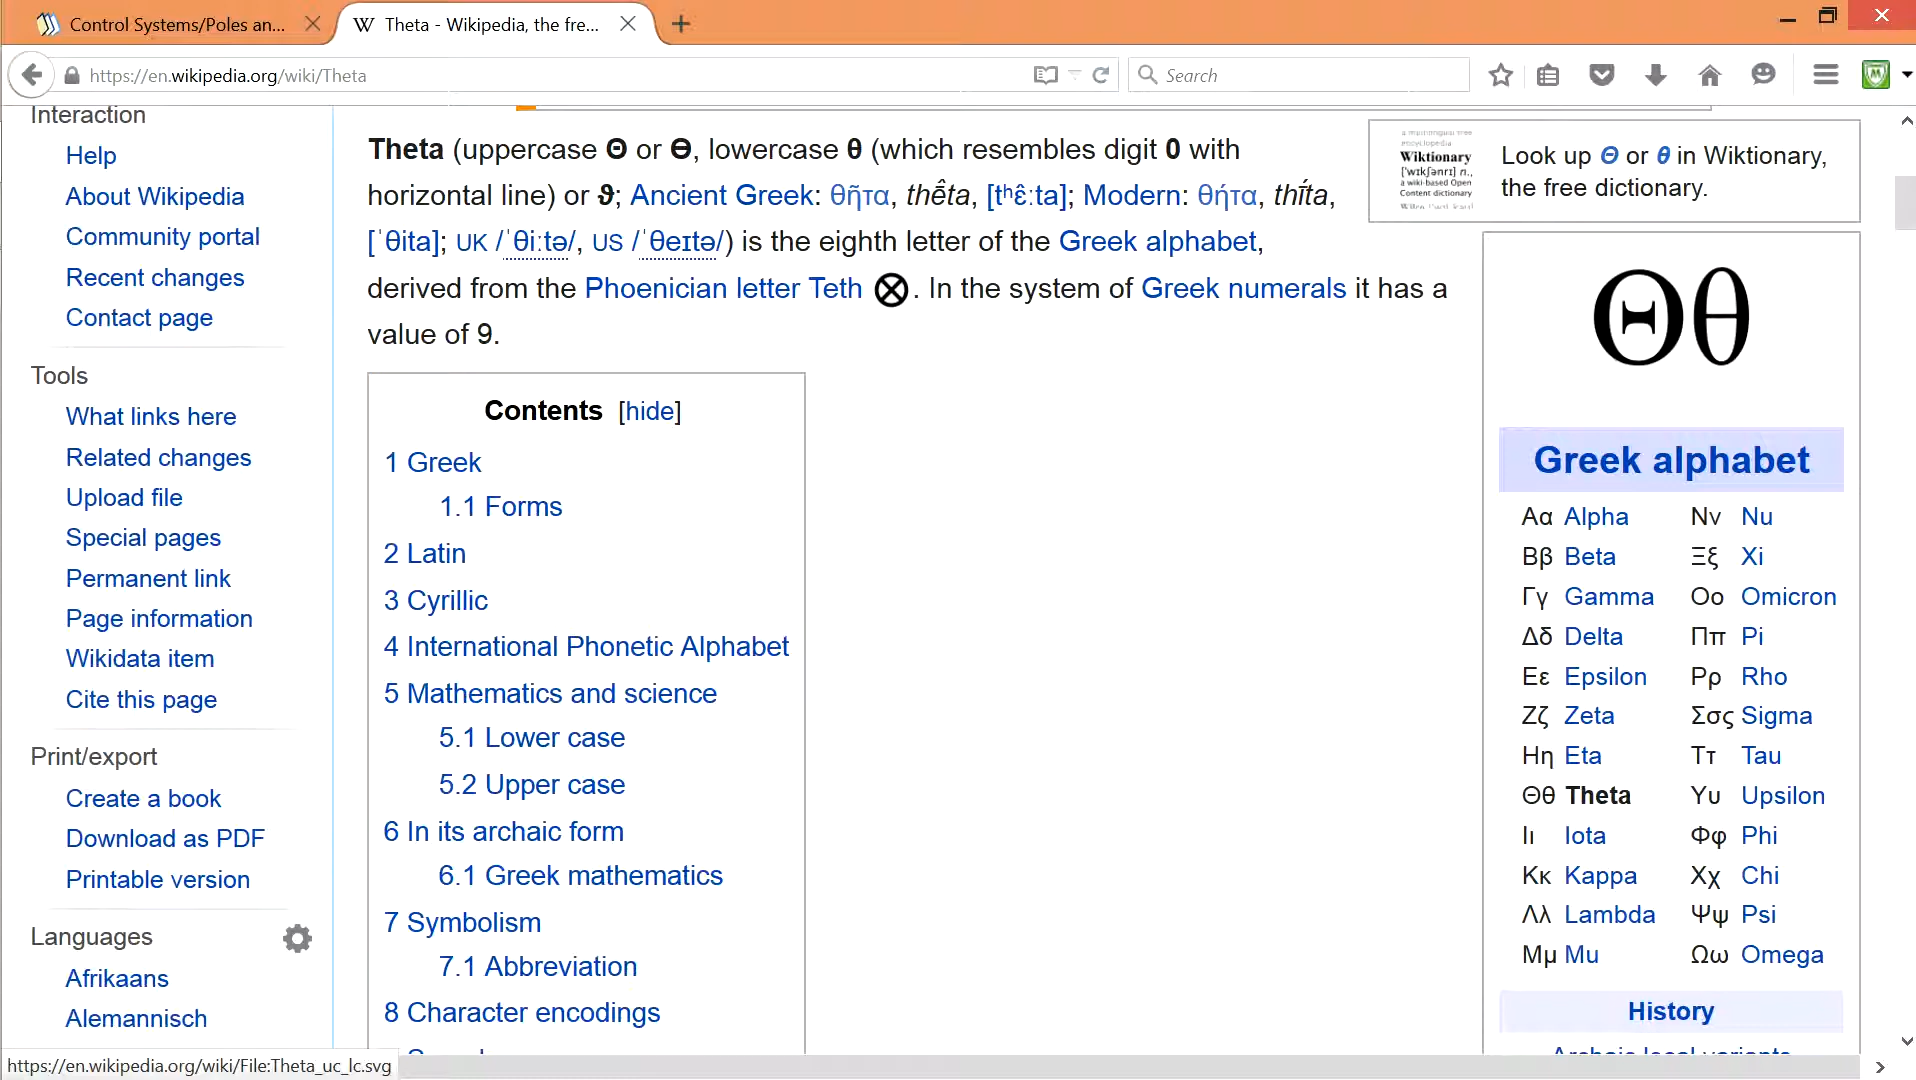 Control Systems/Poles an...
W Theta - Wikipedia, the fre...
https://en.wikipedia.org/wiki/Theta
Search
Interaction
Help
About Wikipedia
Community portal
Recent changes
Contact page
Tools
What links here
Related changes
Upload file
Special pages
Permanent link
Page information
Wikidata item
Cite this page
Print/export
Create a book
Download as PDF
Printable version
Languages
Afrikaans
Alemannisch
https://en.wikipedia.org/wiki/File:Theta_uc_lc.svg
Theta (uppercase Θ or ϴ, lowercase θ (which resembles digit 0 with
horizontal line) or ϑ; Ancient Greek: θῆτα, thē̂ta, [tʰɛ̂ːta]; Modern: θήτα, thī́ta,
[ˈθita]; UK /ˈθiːtə/, US /ˈθeɪtə/) is the eighth letter of the Greek alphabet,
derived from the Phoenician letter Teth ⊗. In the system of Greek numerals it has a
value of 9.
Contents [hide]
1 Greek
1.1 Forms
2 Latin
3 Cyrillic
4 International Phonetic Alphabet
5 Mathematics and science
5.1 Lower case
5.2 Upper case
6 In its archaic form
6.1 Greek mathematics
7 Symbolism
7.1 Abbreviation
8 Character encodings
Wiktionary
['wɪkʃənrɪ] n.,
a wiki-based Open
Content dictionary
Look up Θ or θ in Wiktionary,
the free dictionary.
Θθ
Greek alphabet
Αα Alpha Νν Nu
Ββ Beta Ξξ Xi
Γγ Gamma Οο Omicron
Δδ Delta Ππ Pi
Εε Epsilon Ρρ Rho
Ζζ Zeta Σσς Sigma
Ηη Eta Ττ Tau
Θθ Theta Υυ Upsilon
Ιι Iota Φφ Phi
Κκ Kappa Χχ Chi
Λλ Lambda Ψψ Psi
Μμ Mu Ωω Omega
History
Archaic local variants